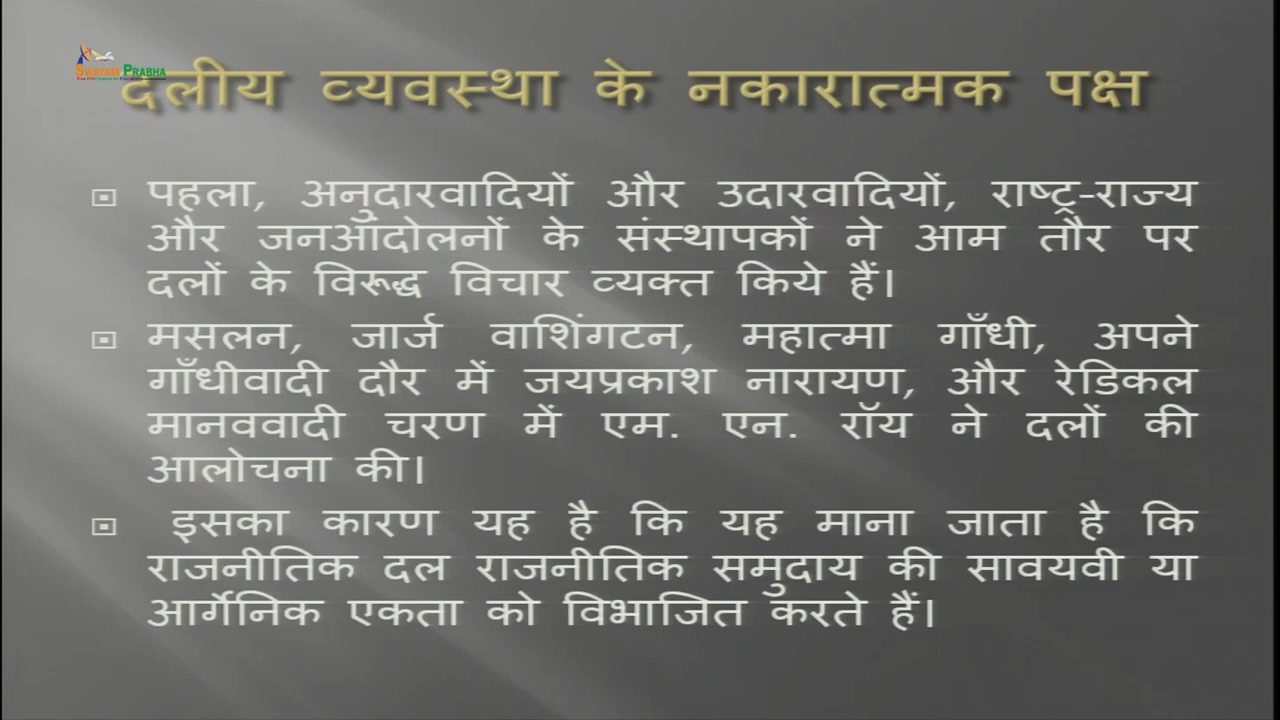 SWAYAM PRABHA
दलीय व्यवस्था के नकारात्मक पक्ष
पहला, अनुदारवादियों और उदारवादियों, राष्ट्र-राज्य
और जनआंदोलनों के संस्थापकों ने आम तौर पर
दलों के विरूद्ध विचार व्यक्त किये हैं।
मसलन, जार्ज वाशिंगटन, महात्मा गाँधी, अपने
गाँधीवादी दौर में जयप्रकाश नारायण, और रेडिकल
मानववादी चरण में एम. एन. रॉय ने दलों की
आलोचना की।
इसका कारण यह है कि यह माना जाता है कि
राजनीतिक दल राजनीतिक समुदाय की सावयवी या
आर्गेनिक एकता को विभाजित करते हैं।